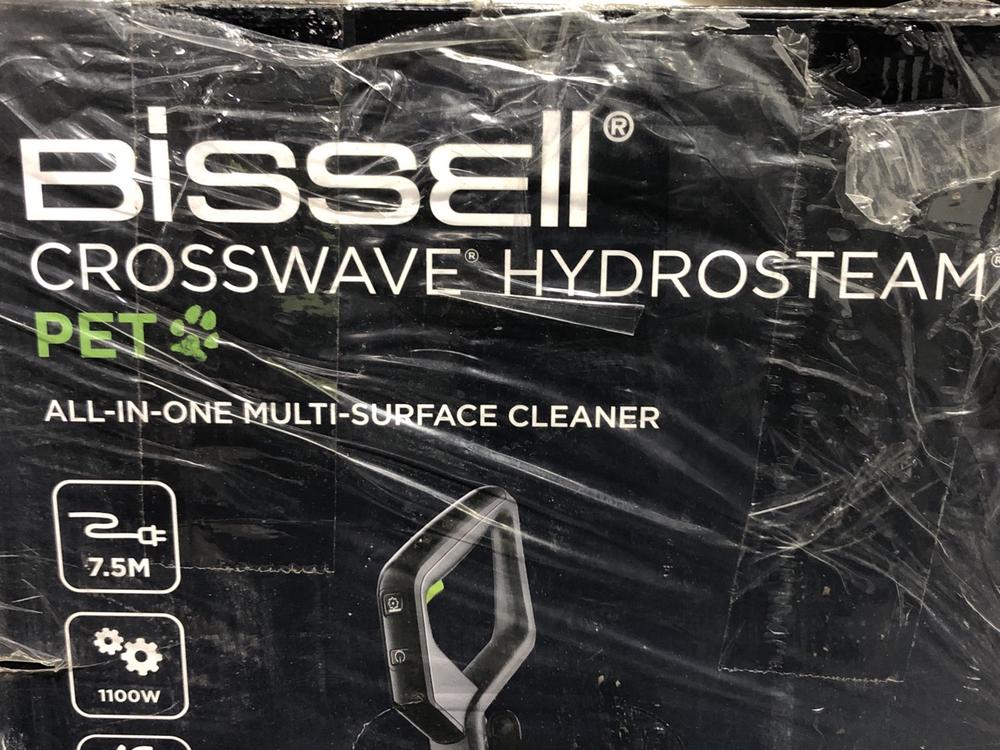 BISSELL®
CROSSWAVE® HYDROSTEAM®
PET
ALL-IN-ONE MULTI-SURFACE CLEANER
7.5M
1100W